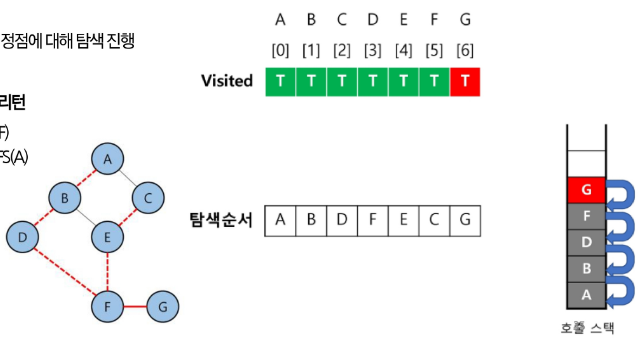 정점에 대해 탐색 진행
리턴
F)
FS(A)
A B C D E F G
[0] [1] [2] [3] [4] [5] [6]
Visited T T T T T T T
A
B
C
D
E
F
G
탐색순서 A B D F E C G
G
F
D
B
A
호출 스택